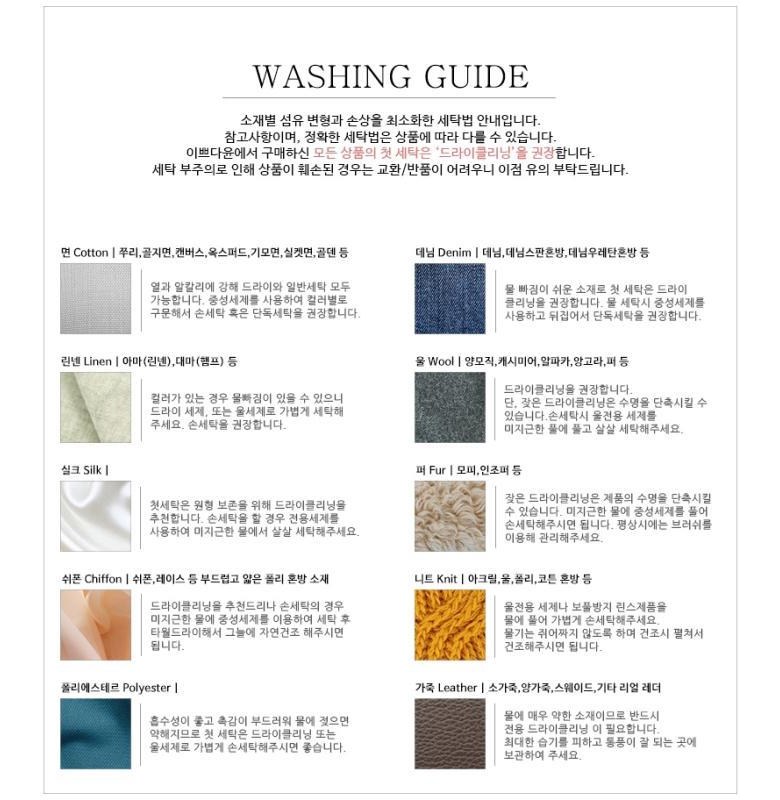 WASHING GUIDE
소재별 섬유 변형과 손상을 최소화한 세탁법 안내입니다.
참고사항이며, 정확한 세탁법은 상품에 따라 다를 수 있습니다.
이쁘다윤에서 구매하신 모든 상품의 첫 세탁은 '드라이클리닝'을 권장합니다.
세탁 부주의로 인해 상품이 훼손된 경우는 교환/반품이 어려우니 이점 유의 부탁드립니다.
면 Cotton | 쭈리,골지면,캔버스,옥스퍼드,기모면,실켓면,골덴 등
열과 알칼리에 강해 드라이와 일반세탁 모두
가능합니다. 중성세제를 사용하여 컬러별로
구문해서 손세탁 혹은 단독세탁을 권장합니다.
데님 Denim | 데님,데님스판혼방,데님우레탄혼방 등
물 빠짐이 쉬운 소재로 첫 세탁은 드라이
클리닝을 권장합니다. 물 세탁시 중성세제를
사용하고 뒤집어서 단독세탁을 권장합니다.
린넨 Linen | 아마(린넨),대마(햄프) 등
컬러가 있는 경우 물빠짐이 있을 수 있으니
드라이 세제, 또는 울세제로 가볍게 세탁해
주세요. 손세탁을 권장합니다.
울 Wool | 양모직,캐시미어,알파카,앙고라,퍼 등
드라이클리닝을 권장합니다.
단, 잦은 드라이클리닝은 수명을 단축시킬 수
있습니다.손세탁시 울전용 세제를
미지근한 풀에 풀고 살살 세탁해주세요.
실크 Silk |
첫세탁은 원형 보존을 위해 드라이클리닝을
추천합니다. 손세탁을 할 경우 전용세제를
사용하여 미지근한 물에서 살살 세탁해주세요.
퍼 Fur | 모피,인조퍼 등
잦은 드라이클리닝은 제품의 수명을 단축시킬
수 있습니다. 미지근한 물에 중성세제를 풀어
손세탁해주시면 됩니다. 평상시에는 브러쉬를
이용해 관리해주세요.
쉬폰 Chiffon | 쉬폰,레이스 등 부드럽고 얇은 폴리 혼방 소재
드라이클리닝을 추천드리나 손세탁의 경우
미지근한 물에 중성세제를 이용하여 세탁 후
타월드라이해서 그늘에 자연건조 해주시면
됩니다.
니트 Knit | 아크릴,울,폴리,코튼 혼방 등
울전용 세제나 보풀방지 린스제품을
물에 풀어 가볍게 손세탁해주세요.
물기는 쥐어짜지 않도록 하며 건조시 펼쳐서
건조해주시면 됩니다.
폴리에스테르 Polyester |
흡수성이 좋고 촉감이 부드러워 물에 젖으면
약해지므로 첫 세탁은 드라이클리닝 또는
울세제로 가볍게 손세탁해주시면 좋습니다.
가죽 Leather | 소가죽,양가죽,스웨이드,기타 리얼 레더
물에 매우 약한 소재이므로 반드시
전용 드라이클리닝 이 필요합니다.
최대한 습기를 피하고 통풍이 잘 되는 곳에
보관하여 주세요.